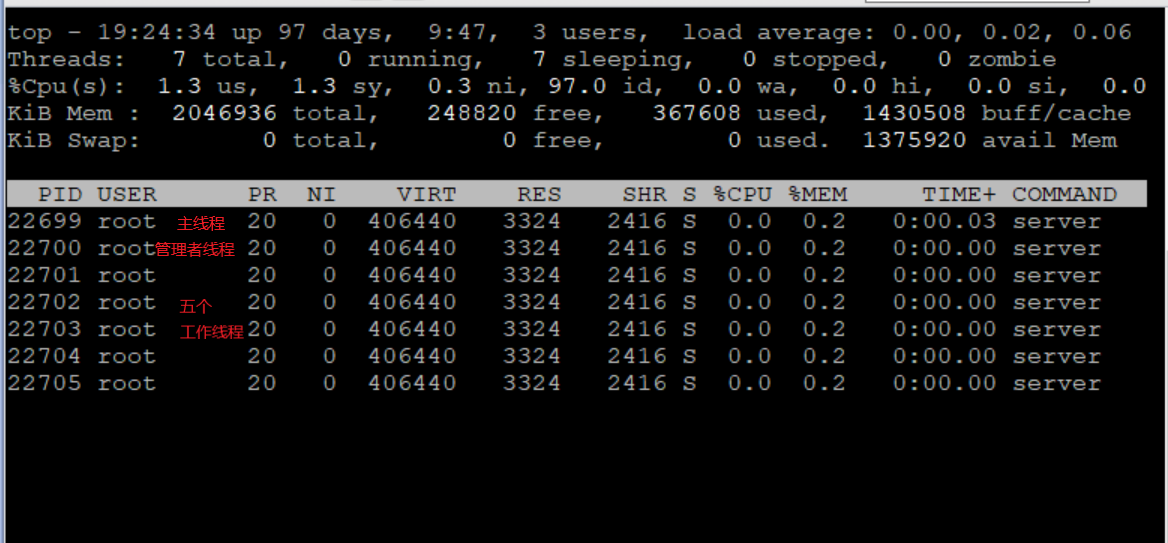 top - 19:24:34 up 97 days,  9:47,  3 users,  load average: 0.00, 0.02, 0.06
Threads:   7 total,   0 running,   7 sleeping,   0 stopped,   0 zombie
%Cpu(s):  1.3 us,  1.3 sy,  0.3 ni, 97.0 id,  0.0 wa,  0.0 hi,  0.0 si,  0.0
KiB Mem :  2046936 total,   248820 free,   367608 used,  1430508 buff/cache
KiB Swap:        0 total,        0 free,        0 used.  1375920 avail Mem
PID USER      PR  NI    VIRT    RES    SHR S %CPU %MEM     TIME+ COMMAND
22699 root 主线程 20   0  406440   3324   2416 S  0.0  0.2   0:00.03 server
22700 root管理者线程 20   0  406440   3324   2416 S  0.0  0.2   0:00.00 server
22701 root      20   0  406440   3324   2416 S  0.0  0.2   0:00.00 server
22702 root 五个 20   0  406440   3324   2416 S  0.0  0.2   0:00.00 server
22703 root 工作线程 20   0  406440   3324   2416 S  0.0  0.2   0:00.00 server
22704 root      20   0  406440   3324   2416 S  0.0  0.2   0:00.00 server
22705 root      20   0  406440   3324   2416 S  0.0  0.2   0:00.00 server